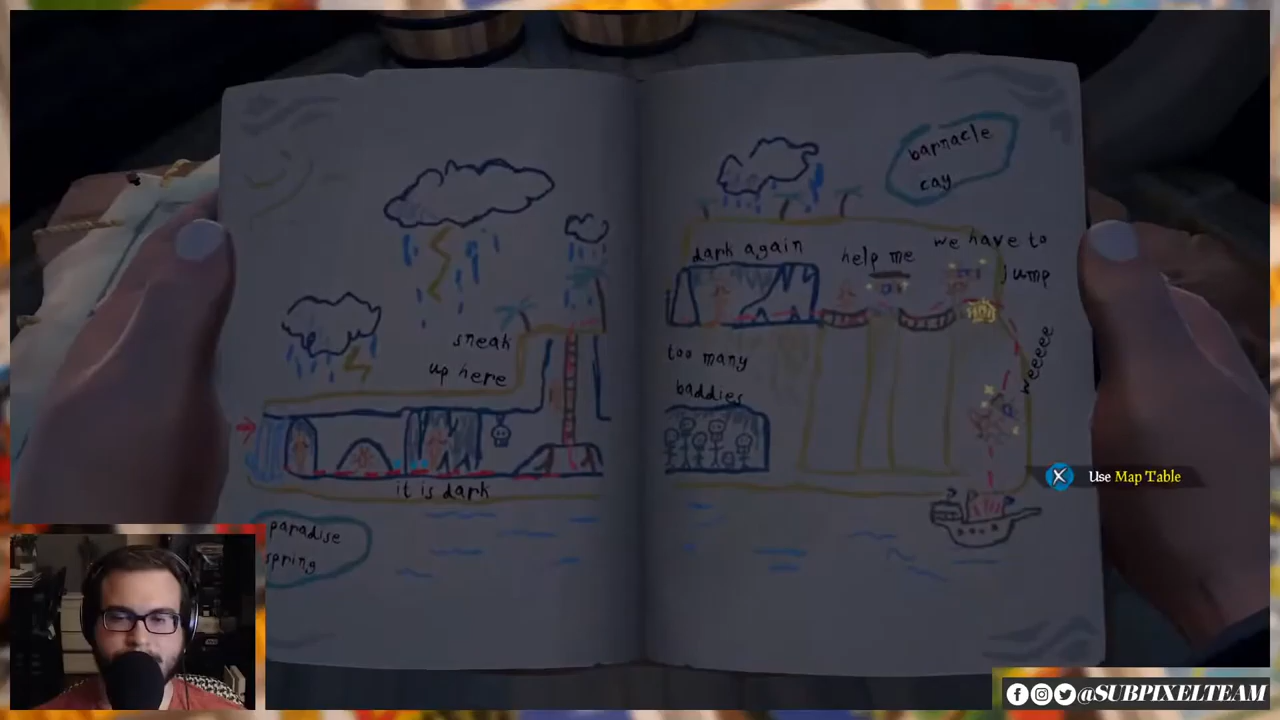 sneak
up here
it is dark
paradise
spring
barnacle
cay
dark again
help me
we have to
jump
weeeeee
too many
baddies
X Use Map Table
@SUBPIXELTEAM